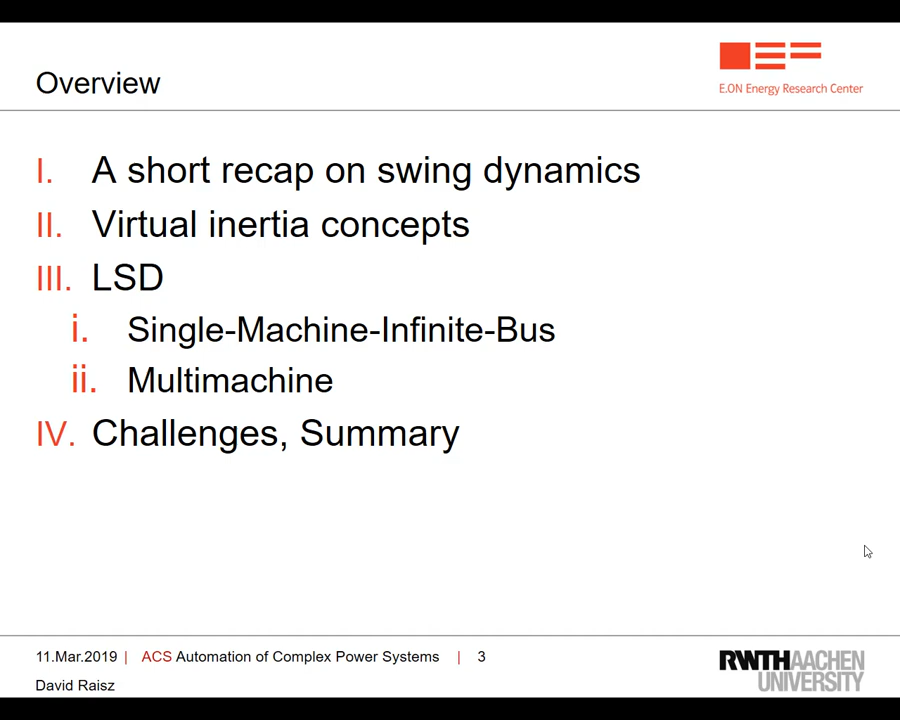 Overview
E.ON Energy Research Center
I. A short recap on swing dynamics
II. Virtual inertia concepts
III. LSD
i. Single-Machine-Infinite-Bus
ii. Multimachine
IV. Challenges, Summary
11.Mar.2019 | ACS Automation of Complex Power Systems | 3
David Raisz
RWTHAACHEN
UNIVERSITY